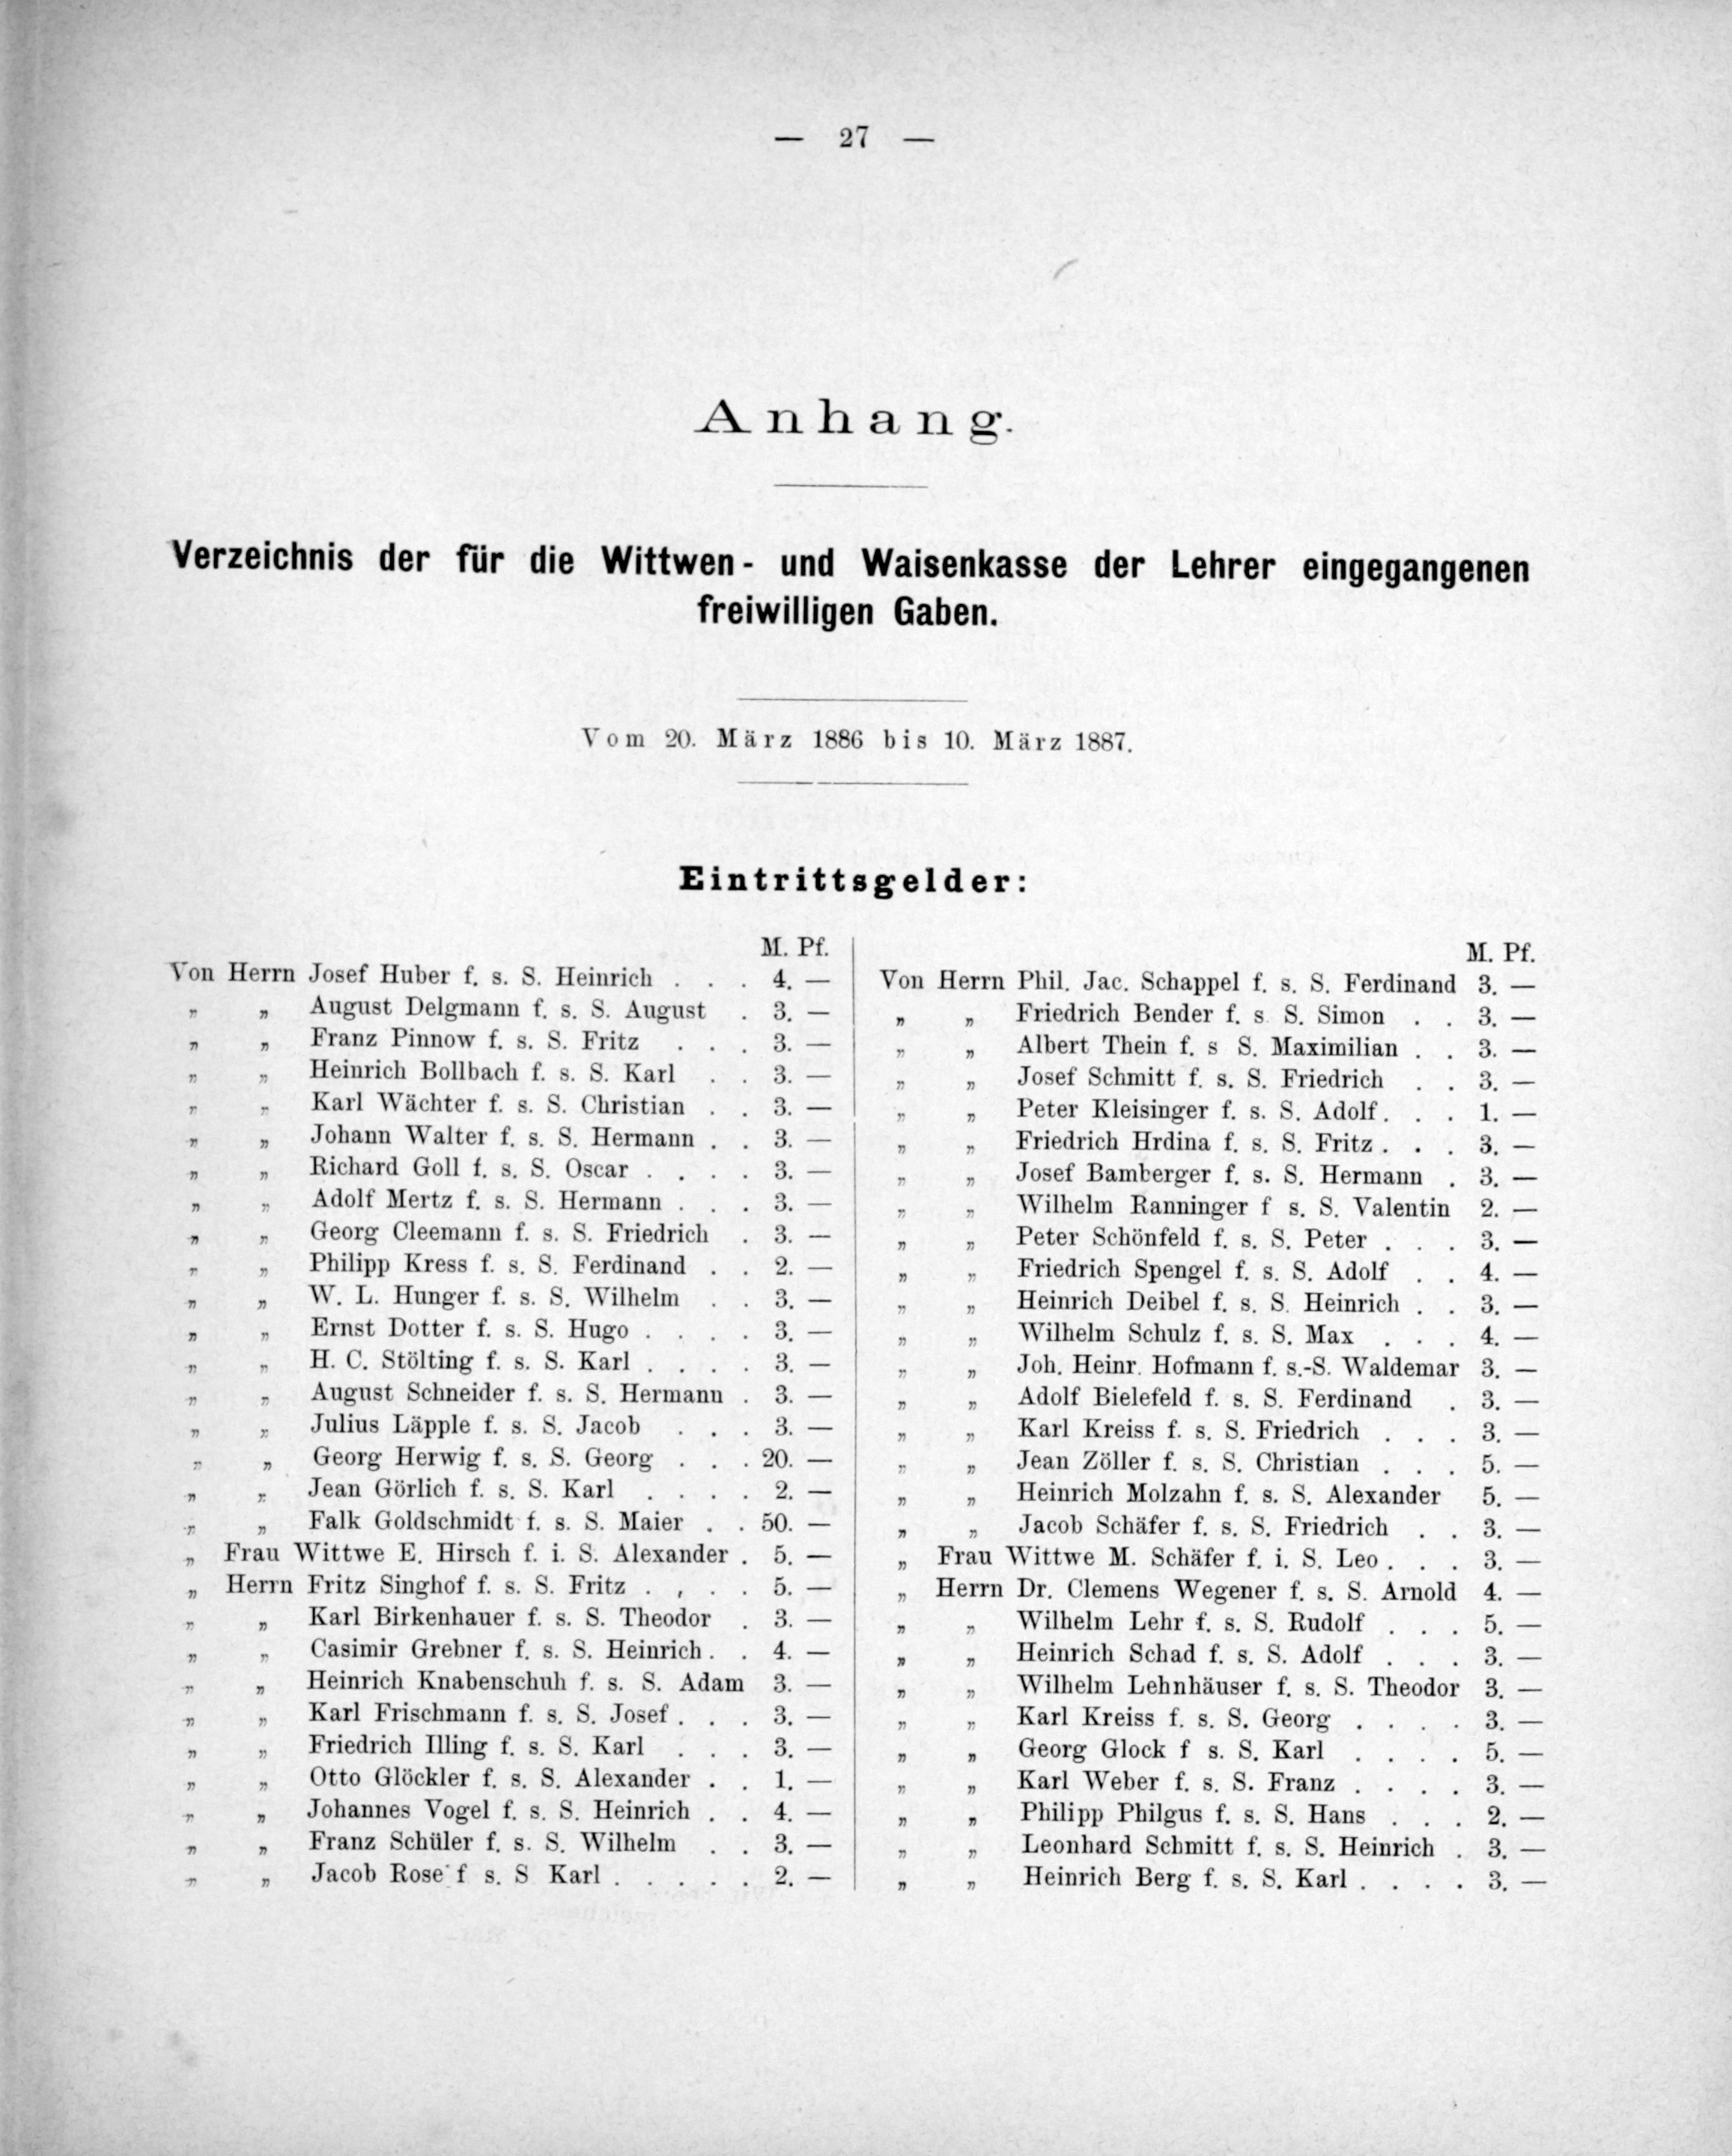 — 27 —
Anhang.
Verzeichnis der für die Wittwen- und Waisenkasse der Lehrer eingegangenen
freiwilligen Gaben.
Vom 20. März 1886 bis 10. März 1887.
Eintrittsgelder:
M. Pf.
Von Herrn Josef Huber f. s. S. Heinrich . . . 4. —
„ „ August Delgmann f. s. S. August . 3. —
„ „ Franz Pinnow f. s. S. Fritz . . . 3. —
„ „ Heinrich Bollbach f. s. S. Karl . . 3. —
„ „ Karl Wächter f. s. S. Christian . . 3. —
„ „ Johann Walter f. s. S. Hermann . . 3. —
„ „ Richard Goll f. s. S. Oscar . . . . 3. —
„ „ Adolf Mertz f. s. S. Hermann . . . 3. —
„ „ Georg Cleemann f. s. S. Friedrich . 3. —
„ „ Philipp Kress f. s. S. Ferdinand . . 2. —
„ „ W. L. Hunger f. s. S. Wilhelm . . 3. —
„ „ Ernst Dotter f. s. S. Hugo . . . . 3. —
„ „ H. C. Stölting f. s. S. Karl . . . . 3. —
„ „ August Schneider f. s. S. Hermann . 3. —
„ „ Julius Läpple f. s. S. Jacob . . . 3. —
„ „ Georg Herwig f. s. S. Georg . . . 20. —
„ „ Jean Görlich f. s. S. Karl . . . . 2. —
„ „ Falk Goldschmidt f. s. S. Maier . . 50. —
„ Frau Wittwe E. Hirsch f. i. S. Alexander . 5. —
„ Herrn Fritz Singhof f. s. S. Fritz . , . . 5. —
„ „ Karl Birkenhauer f. s. S. Theodor . 3. —
„ „ Casimir Grebner f. s. S. Heinrich . . 4. —
„ „ Heinrich Knabenschuh f. s. S. Adam 3. —
„ „ Karl Frischmann f. s. S. Josef . . . 3. —
„ „ Friedrich Illing f. s. S. Karl . . . 3. —
„ „ Otto Glöckler f. s. S. Alexander . . 1. —
„ „ Johannes Vogel f. s. S. Heinrich . . 4. —
„ „ Franz Schüler f. s. S. Wilhelm . . 3. —
„ „ Jacob Rose f s. S Karl . . . . . 2. —
M. Pf.
Von Herrn Phil. Jac. Schappel f. s. S. Ferdinand 3. —
„ „ Friedrich Bender f. s S. Simon . . 3. —
„ „ Albert Thein f. s S. Maximilian . . 3. —
„ „ Josef Schmitt f. s. S. Friedrich . . 3. —
„ „ Peter Kleisinger f. s. S. Adolf . . . 1. —
„ „ Friedrich Hrdina f. s. S. Fritz . . . 3. —
„ „ Josef Bamberger f. s. S. Hermann . 3. —
„ „ Wilhelm Ranninger f s. S. Valentin 2. —
„ „ Peter Schönfeld f. s. S. Peter . . . 3. —
„ „ Friedrich Spengel f. s. S. Adolf . . 4. —
„ „ Heinrich Deibel f. s. S. Heinrich . . 3. —
„ „ Wilhelm Schulz f. s. S. Max . . . 4. —
„ „ Joh. Heinr. Hofmann f. s.-S. Waldemar 3. —
„ „ Adolf Bielefeld f. s. S. Ferdinand . 3. —
„ „ Karl Kreiss f. s. S. Friedrich . . . 3. —
„ „ Jean Zöller f. s. S. Christian . . . 5. —
„ „ Heinrich Molzahn f. s. S. Alexander 5. —
„ „ Jacob Schäfer f. s. S. Friedrich . . 3. —
„ Frau Wittwe M. Schäfer f. i. S. Leo . . . 3. —
„ Herrn Dr. Clemens Wegener f. s. S. Arnold 4. —
„ „ Wilhelm Lehr f. s. S. Rudolf . . . 5. —
„ „ Heinrich Schad f. s. S. Adolf . . . 3. —
„ „ Wilhelm Lehnhäuser f. s. S. Theodor 3. —
„ „ Karl Kreiss f. s. S. Georg . . . . 3. —
„ „ Georg Glock f s. S. Karl . . . . 5. —
„ „ Karl Weber f. s. S. Franz . . . . 3. —
„ „ Philipp Philgus f. s. S. Hans . . . 2. —
„ „ Leonhard Schmitt f. s. S. Heinrich . 3. —
„ „ Heinrich Berg f. s. S. Karl . . . . 3. —